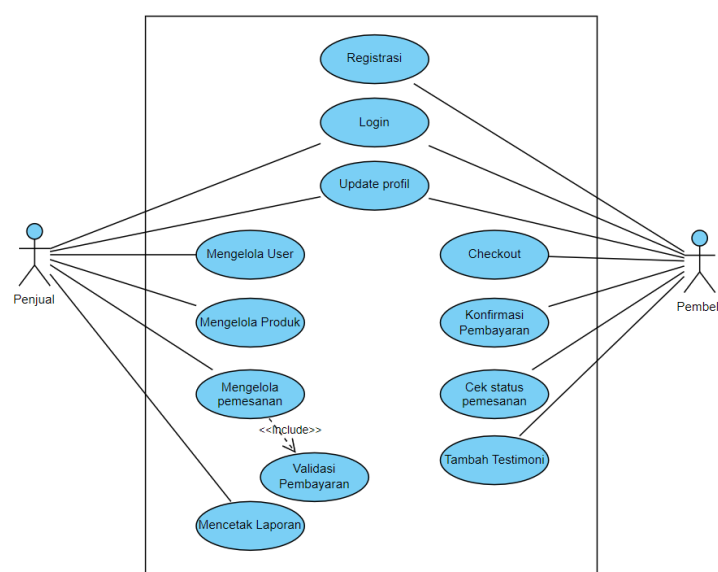 Registrasi
Login
Update profil
Mengelola User
Checkout
Penjual
Pembel
Mengelola Produk
Konfirmasi
Pembayaran
Mengelola
pemesanan
Cek status
pemesanan
<<Include>>
Validasi
Pembayaran
Tambah Testimoni
Mencetak Laporan